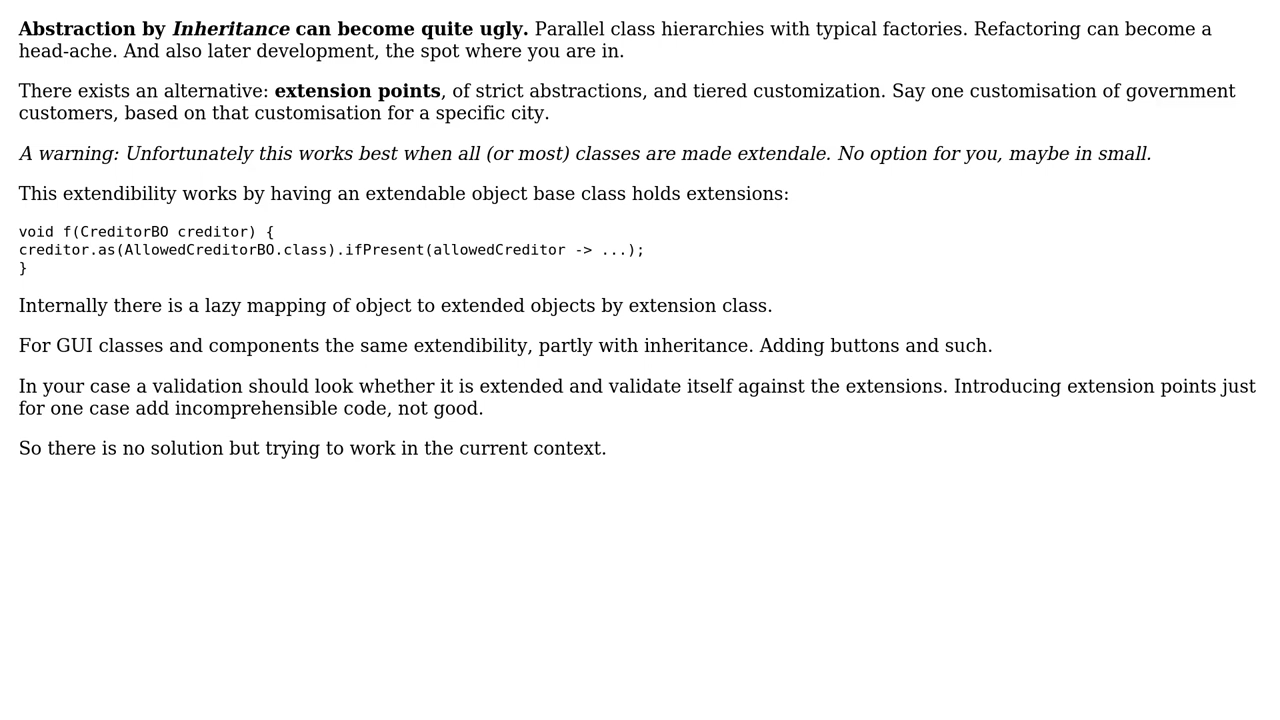 Abstraction by Inheritance can become quite ugly. Parallel class hierarchies with typical factories. Refactoring can become a
head-ache. And also later development, the spot where you are in.
There exists an alternative: extension points, of strict abstractions, and tiered customization. Say one customisation of government
customers, based on that customisation for a specific city.
A warning: Unfortunately this works best when all (or most) classes are made extendale. No option for you, maybe in small.
This extendibility works by having an extendable object base class holds extensions:
void f(CreditorBO creditor) {
creditor.as(AllowedCreditorBO.class).ifPresent(allowedCreditor -> ...);
}
Internally there is a lazy mapping of object to extended objects by extension class.
For GUI classes and components the same extendibility, partly with inheritance. Adding buttons and such.
In your case a validation should look whether it is extended and validate itself against the extensions. Introducing extension points just
for one case add incomprehensible code, not good.
So there is no solution but trying to work in the current context.